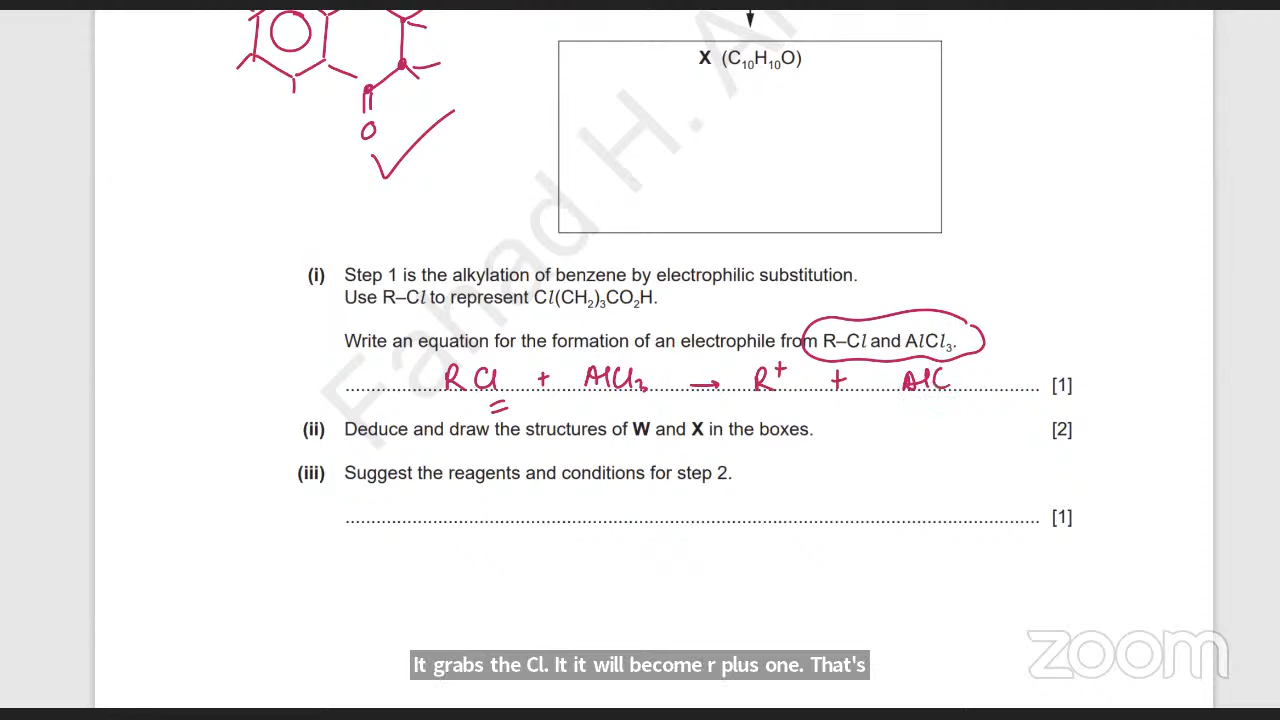 X (C10H10O)
O
Fahad H. A
(i) Step 1 is the alkylation of benzene by electrophilic substitution.
Use R–Cl to represent Cl(CH2)3CO2H.
Write an equation for the formation of an electrophile from R–Cl and AlCl3.
R Cl + AlCl3 → R+ + AlC [1]
(ii) Deduce and draw the structures of W and X in the boxes. [2]
(iii) Suggest the reagents and conditions for step 2.
[1]
It grabs the Cl. It it will become r plus one. That's
zoom